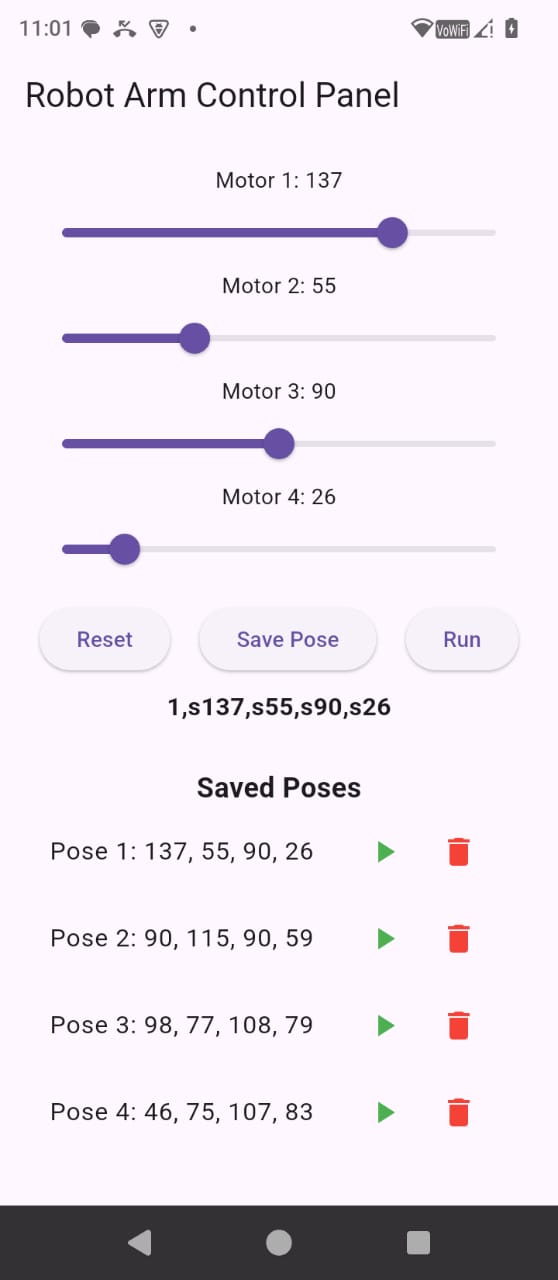 11:01 VoWiFi
Robot Arm Control Panel
Motor 1: 137
Motor 2: 55
Motor 3: 90
Motor 4: 26
Reset Save Pose Run
1,s137,s55,s90,s26
Saved Poses
Pose 1: 137, 55, 90, 26
Pose 2: 90, 115, 90, 59
Pose 3: 98, 77, 108, 79
Pose 4: 46, 75, 107, 83